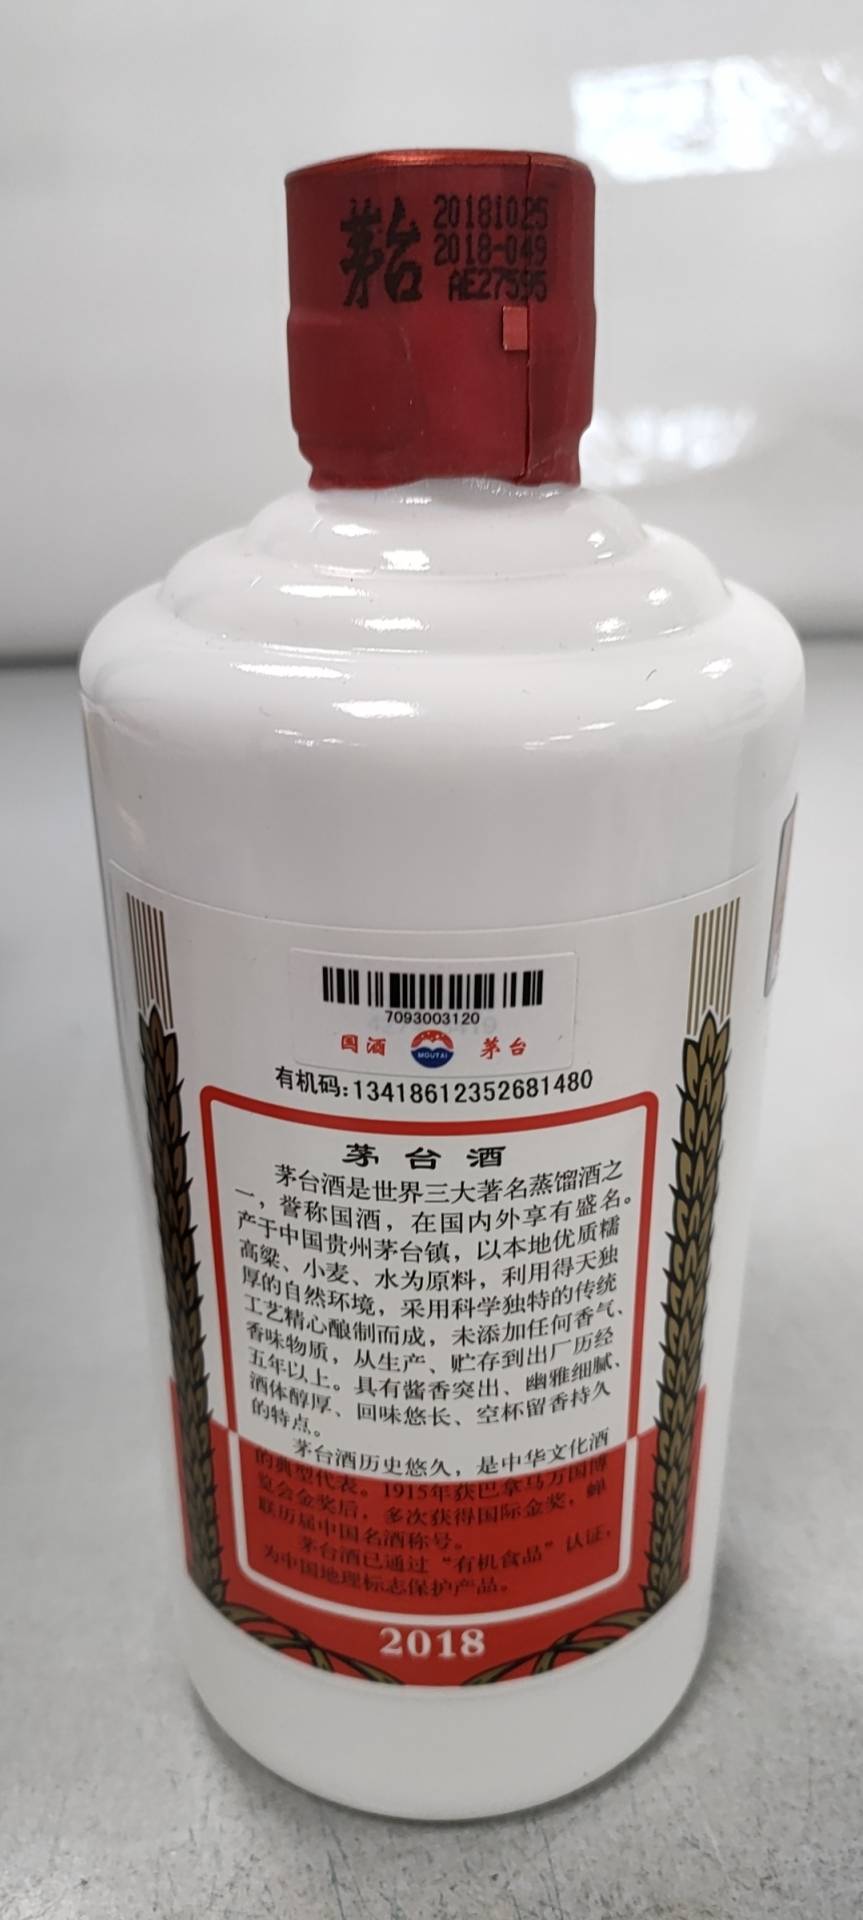 茅台
20181025
2018-049
AE27595
7093003120
国酒 MOUTAI 茅台
有机码:13418612352681480
茅台酒
茅台酒是世界三大著名蒸馏酒之
一，誉称国酒，在国内外享有盛名。
产于中国贵州茅台镇，以本地优质糯
高粱、小麦、水为原料，利用得天独
厚的自然环境，采用科学独特的传统
工艺精心酿制而成，未添加任何香气、
香味物质，从生产、贮存到出厂历经
五年以上。具有酱香突出、幽雅细腻、
酒体醇厚、回味悠长、空杯留香持久
的特点。
茅台酒历史悠久，是中华文化酒
的典型代表。1915年获巴拿马万国博
览会金奖后，多次获得国际金奖，蝉
联历届中国名酒称号。
茅台酒已通过“有机食品”认证，
为中国地理标志保护产品。
2018